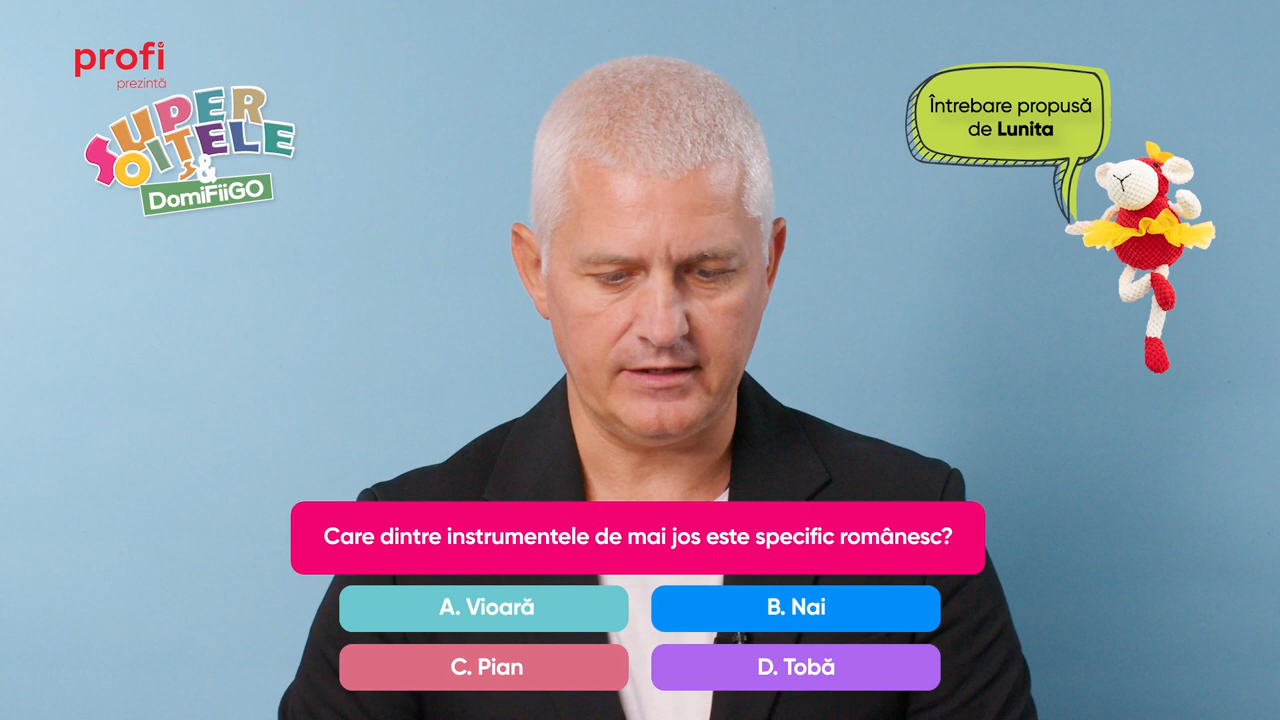 profi
prezintă
SUPER
ȘOIȚELE
& DomiFiiGO
Întrebare propusă
de Lunita
Care dintre instrumentele de mai jos este specific românesc?
A. Vioară
B. Nai
C. Pian
D. Tobă